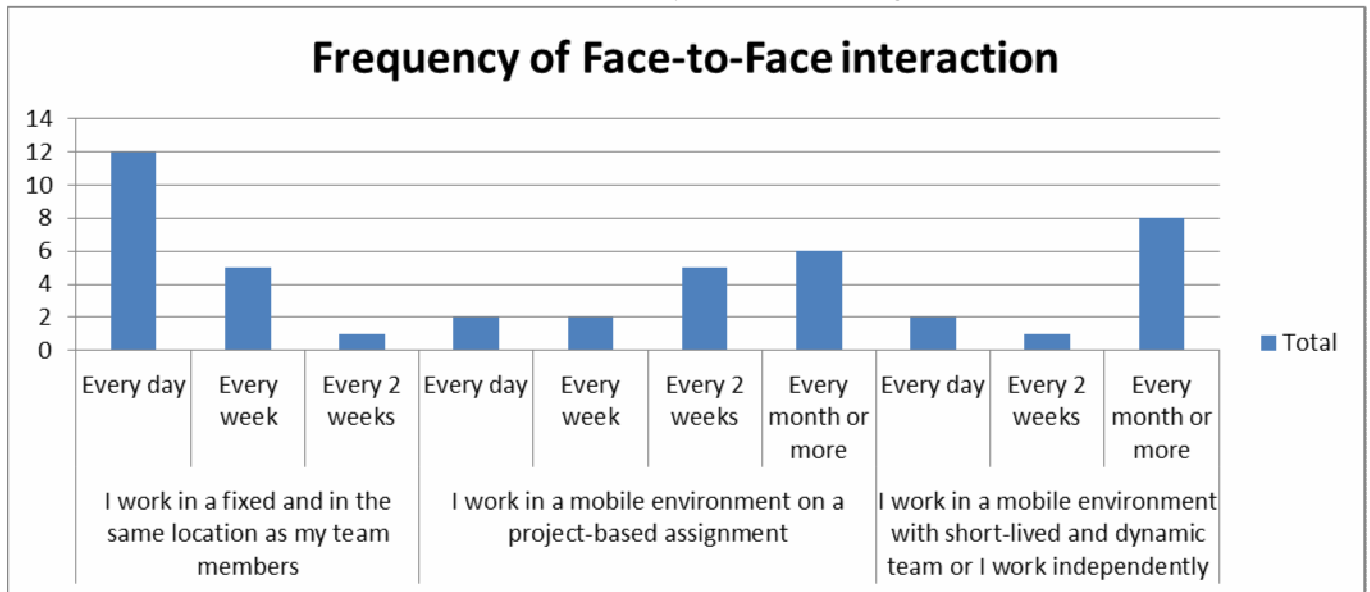 Frequency of Face-to-Face interaction
14
12
10
8
6
4
2
0
Every day
Every
week
Every 2
weeks
Every day
Every
week
Every 2
weeks
Every
month or
more
Every day
Every 2
weeks
Every
month or
more
I work in a fixed and in the
same location as my team
members
I work in a mobile environment on a
project-based assignment
I work in a mobile environment
with short-lived and dynamic
team or I work independently
Total